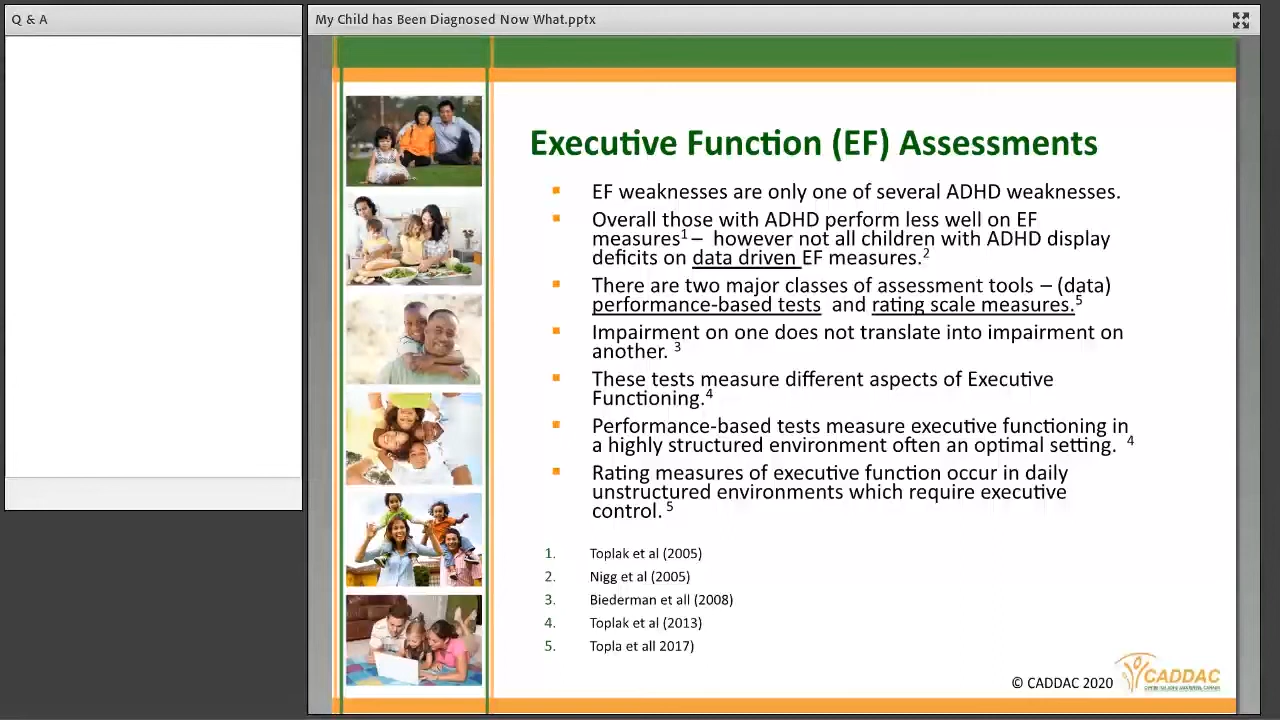 Q & A
My Child has Been Diagnosed Now What.pptx
Executive Function (EF) Assessments
EF weaknesses are only one of several ADHD weaknesses.
Overall those with ADHD perform less well on EF
measures1 – however not all children with ADHD display
deficits on data driven EF measures.2
There are two major classes of assessment tools – (data)
performance-based tests and rating scale measures.5
Impairment on one does not translate into impairment on
another. 3
These tests measure different aspects of Executive
Functioning.4
Performance-based tests measure executive functioning in
a highly structured environment often an optimal setting. 4
Rating measures of executive function occur in daily
unstructured environments which require executive
control. 5
1. Toplak et al (2005)
2. Nigg et al (2005)
3. Biederman et all (2008)
4. Toplak et al (2013)
5. Topla et all 2017)
© CADDAC 2020
CADDAC